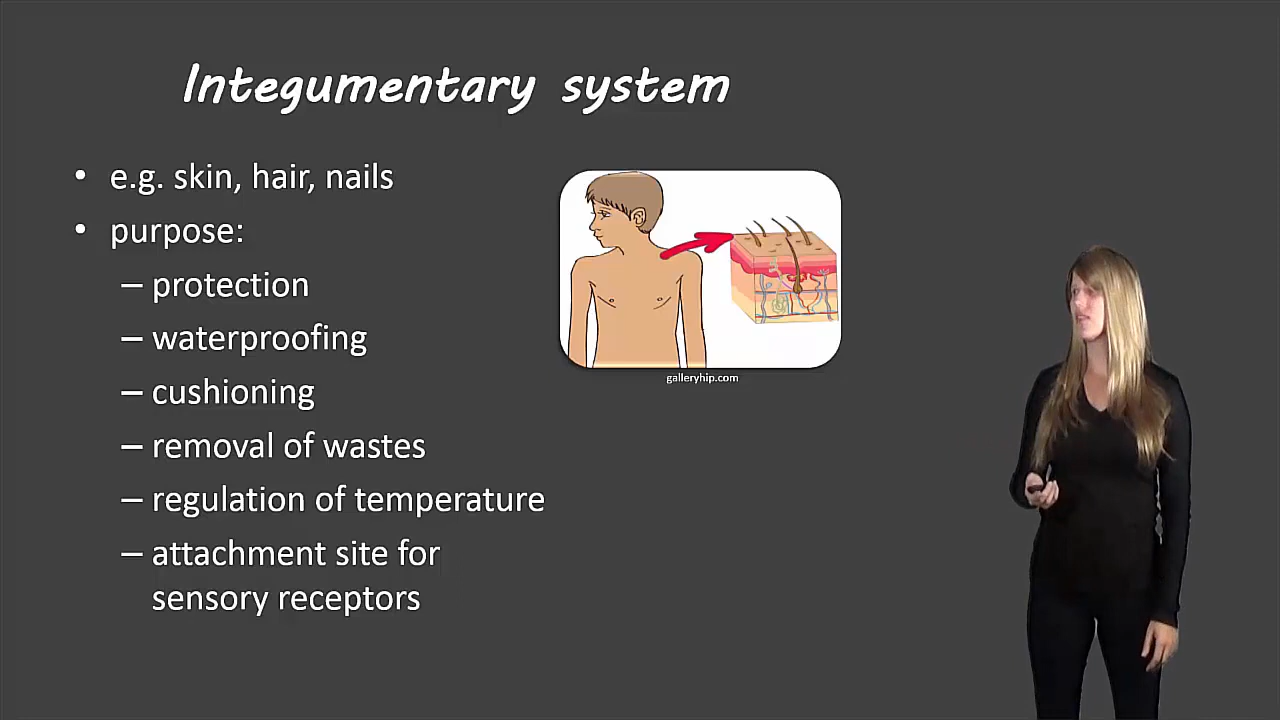 Integumentary system
• e.g. skin, hair, nails
• purpose:
– protection
– waterproofing
– cushioning
– removal of wastes
– regulation of temperature
– attachment site for
sensory receptors
galleryhip.com